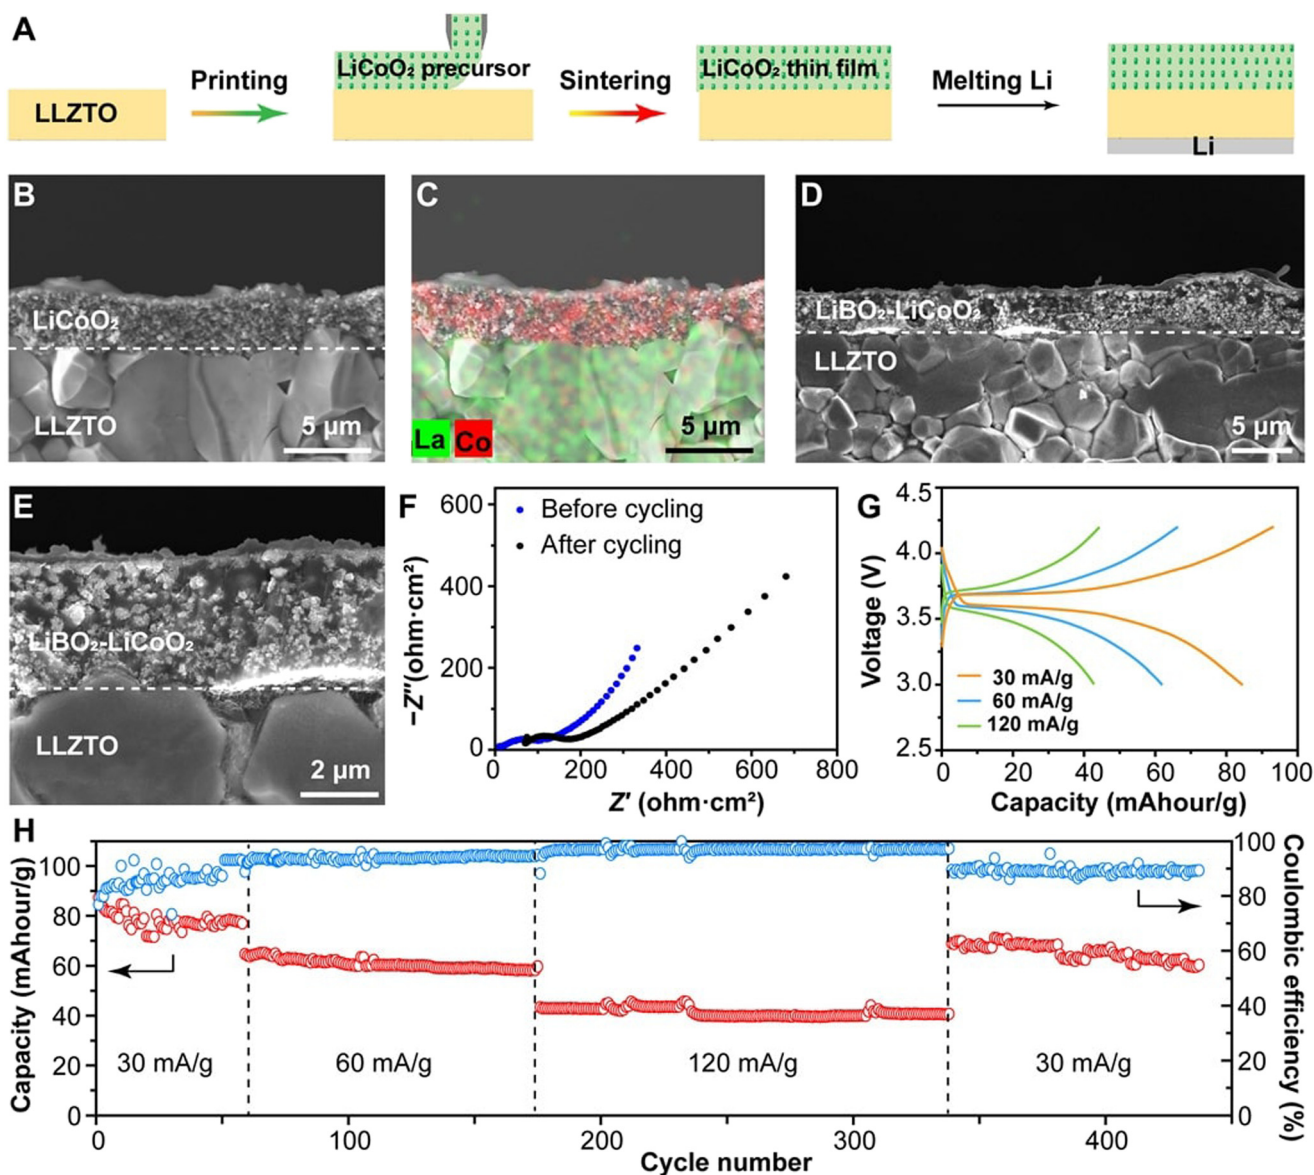 A
LLZTO
Printing
LiCoO₂ precursor
Sintering
LiCoO₂ thin film
Melting Li
Li
B
LiCoO₂
LLZTO
5 μm
C
La Co
5 μm
D
LiBO₂-LiCoO₂
LLZTO
5 μm
E
LiBO₂-LiCoO₂
LLZTO
2 μm
F
Before cycling
After cycling
600
400
200
0
−Z″(ohm·cm²)
0 200 400 600 800
Z′ (ohm·cm²)
G
4.5
4.0
3.5
3.0
2.5
Voltage (V)
30 mA/g
60 mA/g
120 mA/g
0 20 40 60 80 100
Capacity (mAhour/g)
H
100
80
60
40
20
0
Capacity (mAhour/g)
30 mA/g 60 mA/g 120 mA/g 30 mA/g
100
80
60
40
20
0
Coulombic efficiency (%)
0 100 200 300 400
Cycle number